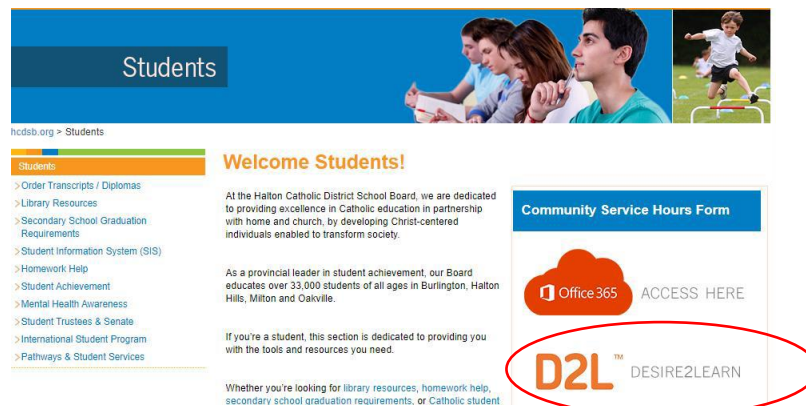 Students
hcdsb.org > Students
Students
>Order Transcripts / Diplomas
>Library Resources
>Secondary School Graduation
Requirements
>Student Information System (SIS)
>Homework Help
>Student Achievement
>Mental Health Awareness
>Student Trustees & Senate
>International Student Program
>Pathways & Student Services
Welcome Students!
At the Halton Catholic District School Board, we are dedicated
to providing excellence in Catholic education in partnership
with home and church, by developing Christ-centered
individuals enabled to transform society.
As a provincial leader in student achievement, our Board
educates over 33,000 students of all ages in Burlington, Halton
Hills, Milton and Oakville.
If you're a student, this section is dedicated to providing you
with the tools and resources you need.
Whether you're looking for library resources, homework help,
secondary school graduation requirements, or Catholic student
Community Service Hours Form
Office 365 ACCESS HERE
D2L™ DESIRE2LEARN